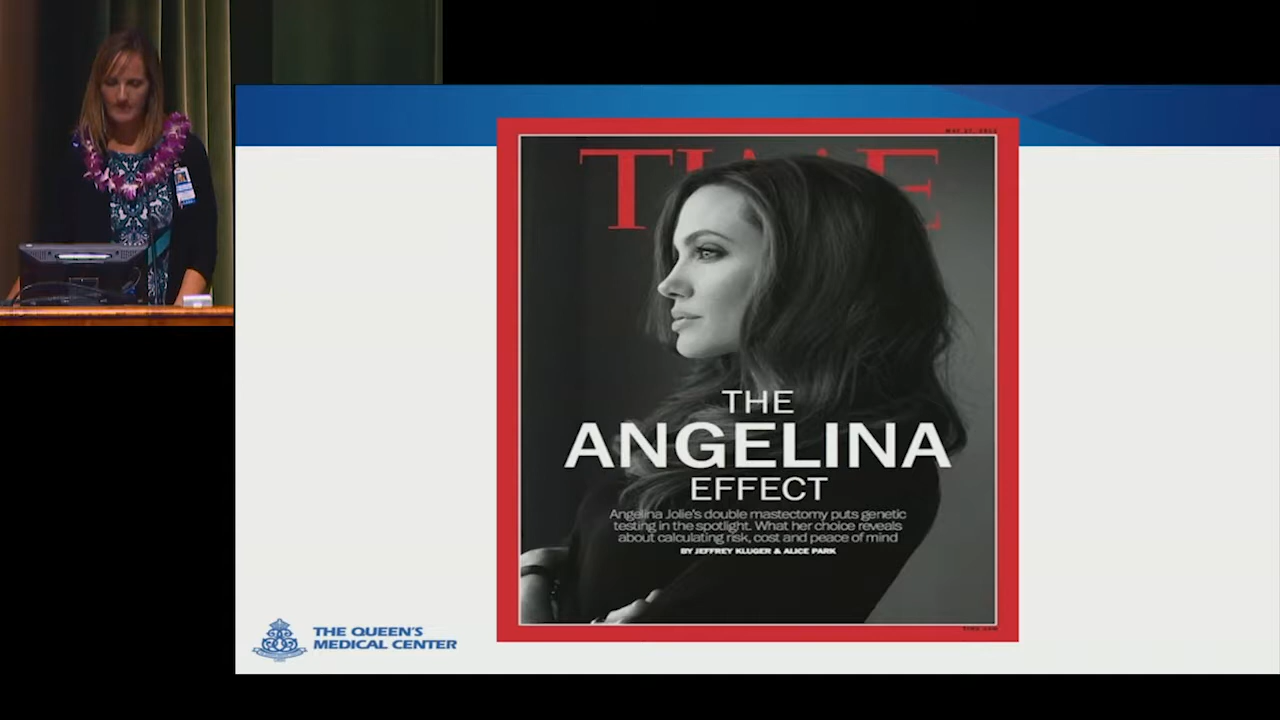 TIME
THE
ANGELINA
EFFECT
Angelina Jolie's double mastectomy puts genetic
testing in the spotlight. What her choice reveals
about calculating risk, cost and peace of mind
BY JEFFREY KLUGER & ALICE PARK
THE QUEEN'S
MEDICAL CENTER